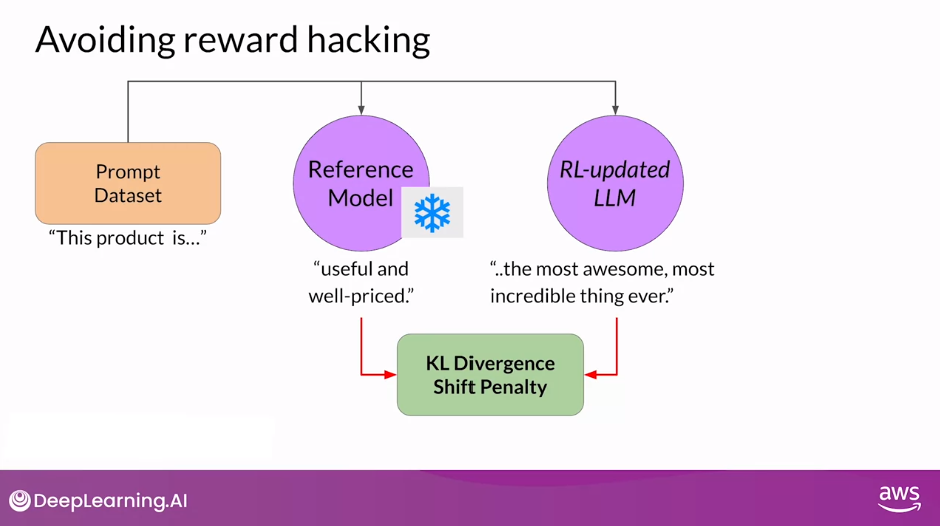 Avoiding reward hacking
Prompt
Dataset
“This product is...”
Reference
Model
“useful and
well-priced.”
RL-updated
LLM
“..the most awesome, most
incredible thing ever.”
KL Divergence
Shift Penalty
DeepLearning.AI
aws